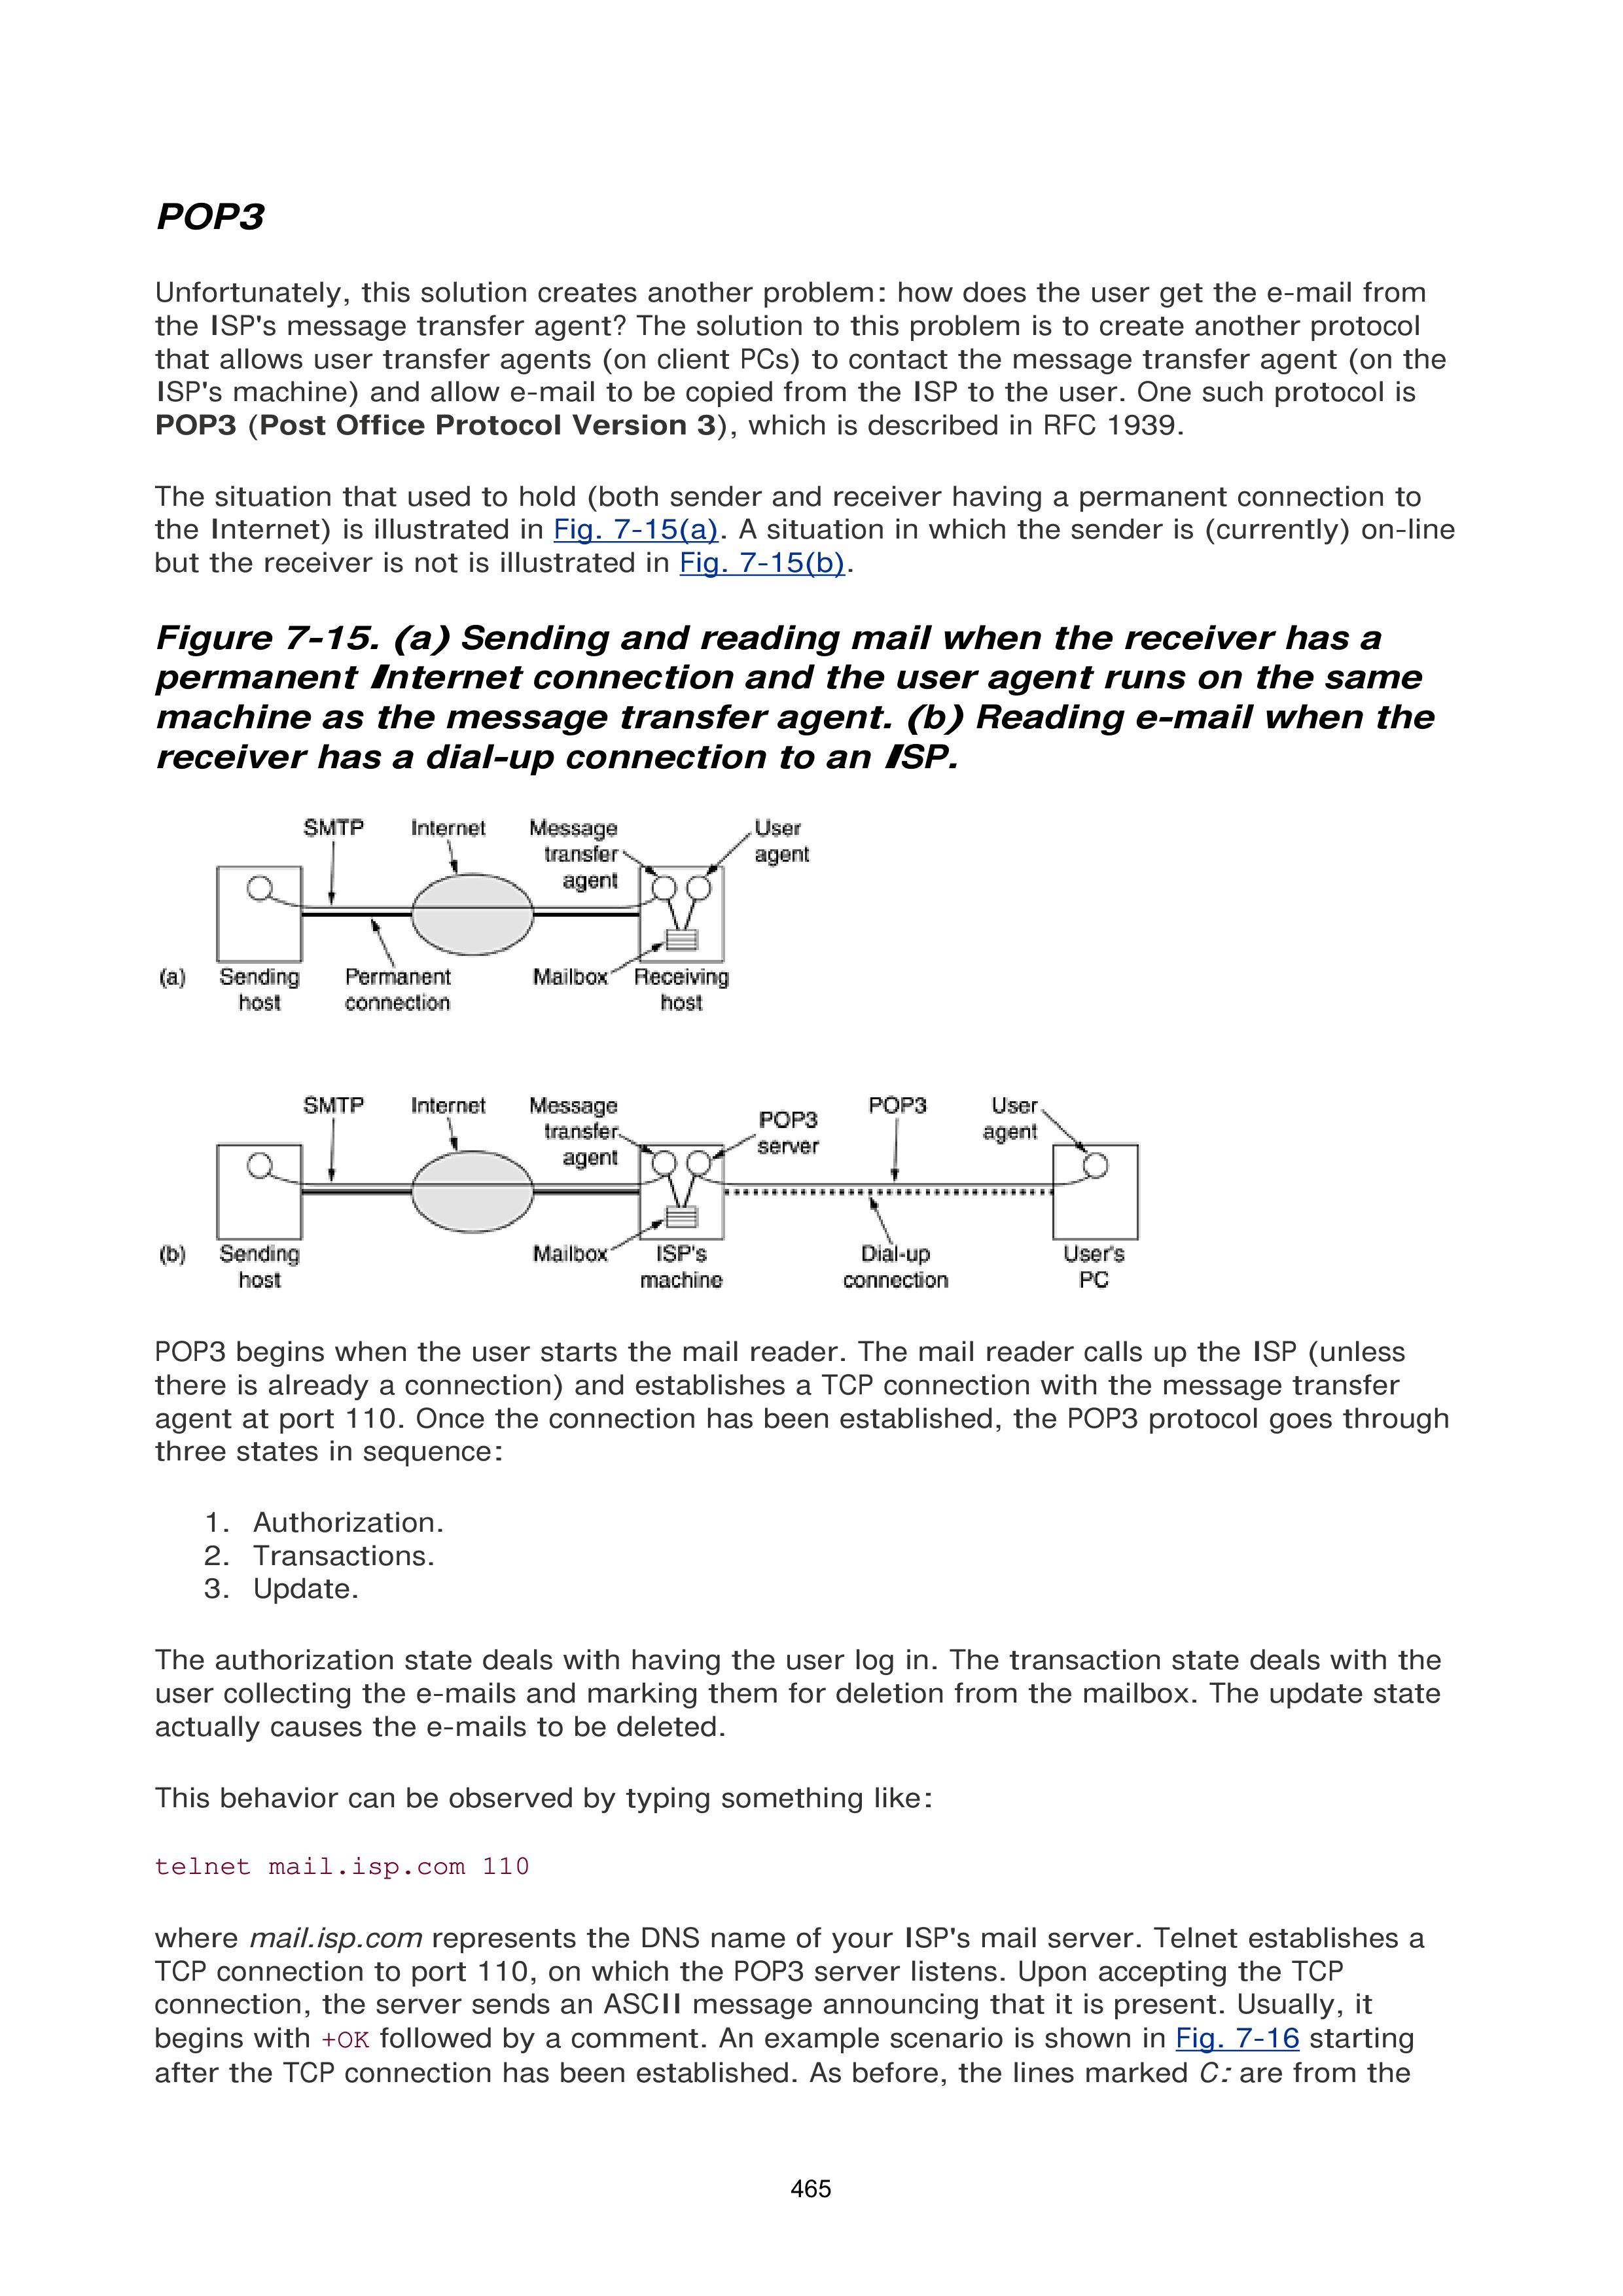 POP3
Unfortunately, this solution creates another problem: how does the user get the e-mail from
the ISP's message transfer agent? The solution to this problem is to create another protocol
that allows user transfer agents (on client PCs) to contact the message transfer agent (on the
ISP's machine) and allow e-mail to be copied from the ISP to the user. One such protocol is
POP3 (Post Office Protocol Version 3), which is described in RFC 1939.
The situation that used to hold (both sender and receiver having a permanent connection to
the Internet) is illustrated in Fig. 7-15(a). A situation in which the sender is (currently) on-line
but the receiver is not is illustrated in Fig. 7-15(b).
Figure 7-15. (a) Sending and reading mail when the receiver has a
permanent Internet connection and the user agent runs on the same
machine as the message transfer agent. (b) Reading e-mail when the
receiver has a dial-up connection to an ISP.
SMTP Internet Message User
transfer agent
agent
(a) Sending Permanent Mailbox Receiving
host connection host
SMTP Internet Message POP3 POP3 User
transfer server agent
agent
(b) Sending Mailbox ISP's Dial-up User's
host machine connection PC
POP3 begins when the user starts the mail reader. The mail reader calls up the ISP (unless
there is already a connection) and establishes a TCP connection with the message transfer
agent at port 110. Once the connection has been established, the POP3 protocol goes through
three states in sequence:
1. Authorization.
2. Transactions.
3. Update.
The authorization state deals with having the user log in. The transaction state deals with the
user collecting the e-mails and marking them for deletion from the mailbox. The update state
actually causes the e-mails to be deleted.
This behavior can be observed by typing something like:
telnet mail.isp.com 110
where mail.isp.com represents the DNS name of your ISP's mail server. Telnet establishes a
TCP connection to port 110, on which the POP3 server listens. Upon accepting the TCP
connection, the server sends an ASCII message announcing that it is present. Usually, it
begins with +OK followed by a comment. An example scenario is shown in Fig. 7-16 starting
after the TCP connection has been established. As before, the lines marked C: are from the
465